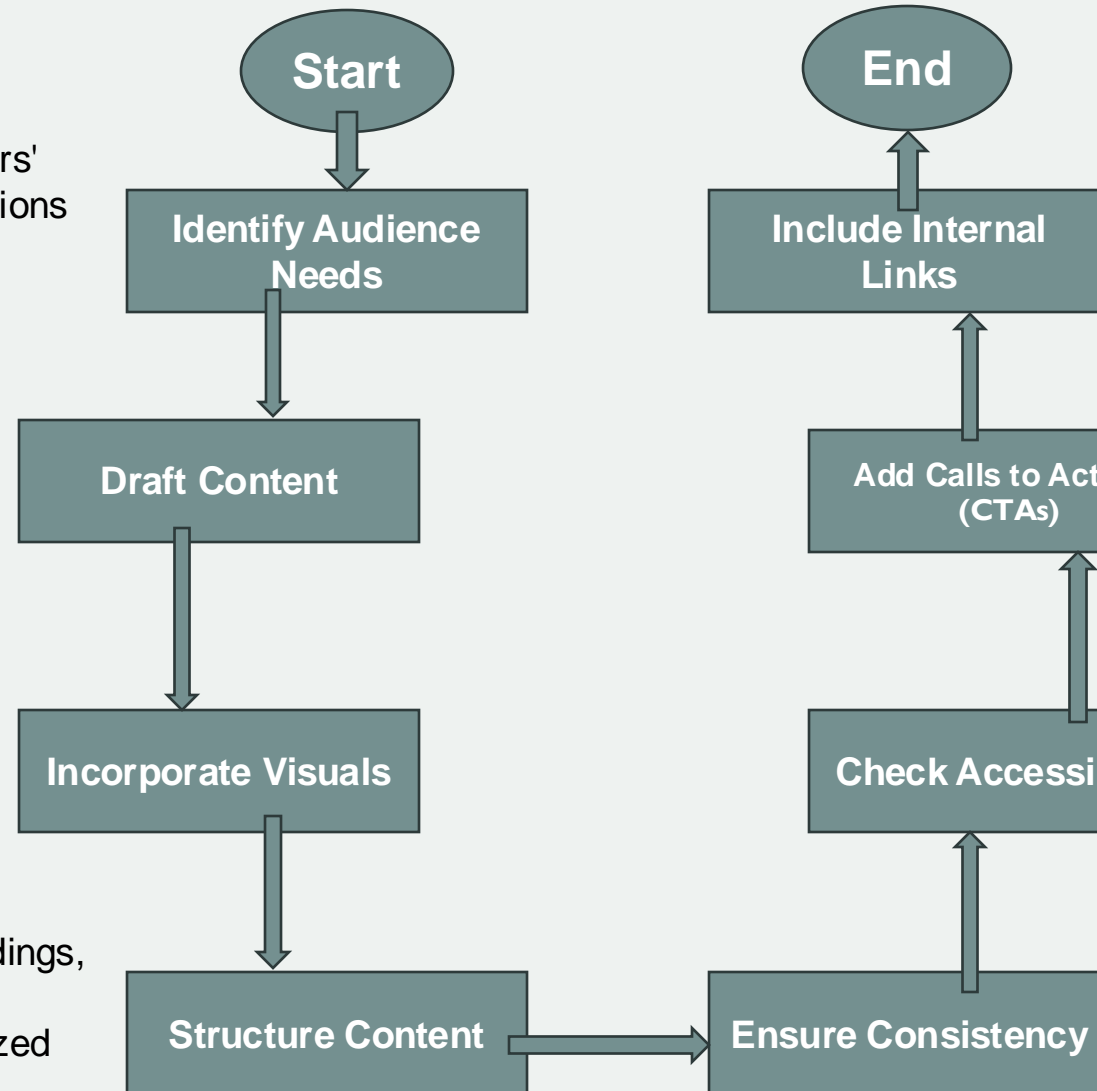 Start
rs'
ions
Identify Audience
Needs
Draft Content
Incorporate Visuals
dings,
zed
Structure Content
Ensure Consistency
Check Accessi
Add Calls to Act
(CTAs)
Include Internal
Links
End